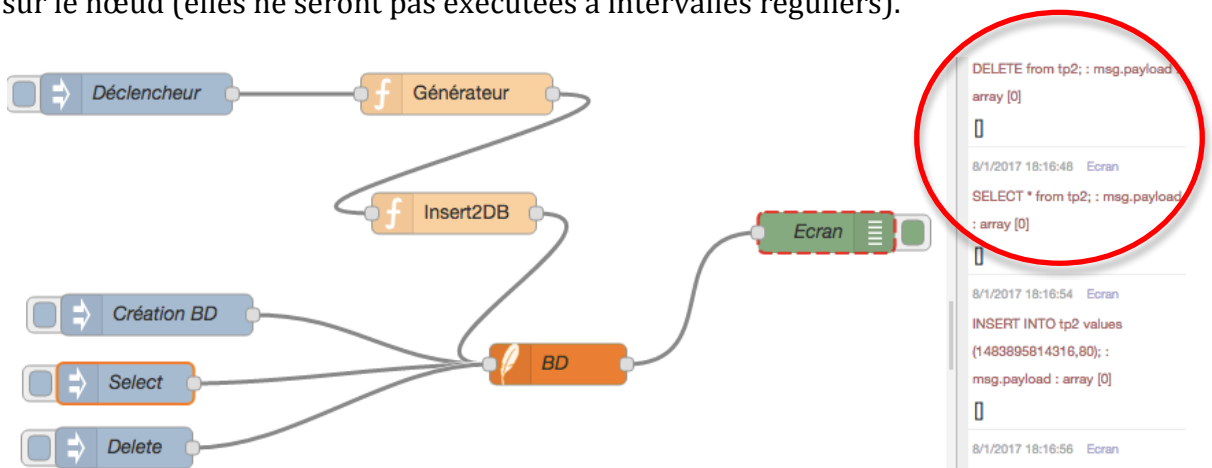 sur le nœud (elles ne seront pas exécutées à intervalles réguliers).
Déclencheur
Générateur
Insert2DB
Ecran
Création BD
Select
Delete
BD
DELETE from tp2; : msg.payload :
array [0]
[]
8/1/2017 18:16:48 Ecran
SELECT * from tp2; : msg.payload
: array [0]
[]
8/1/2017 18:16:54 Ecran
INSERT INTO tp2 values
(1483895814316,80); :
msg.payload : array [0]
[]
8/1/2017 18:16:56 Ecran